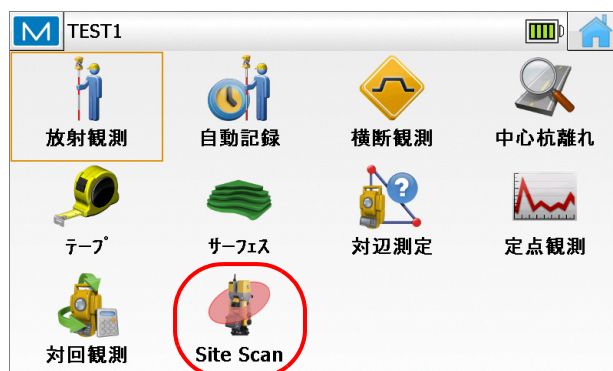 M TEST1
放射観測 自動記録 横断観測 中心杭離れ
テープ サーフェス 対辺測定 定点観測
対回観測 Site Scan